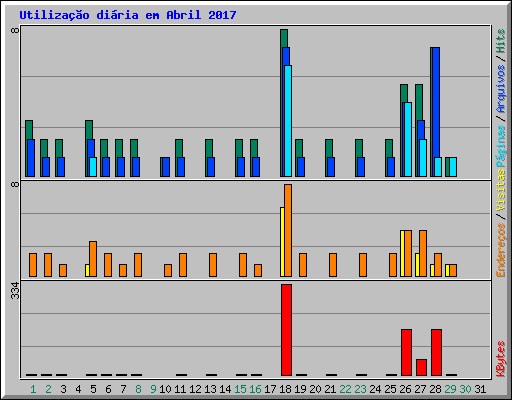 Utilização diária em Abril 2017
8
8
334
Endereços / Visitas Páginas / Arquivos / Hits
KBytes
1 2 3 4 5 6 7 8 9 10 11 12 13 14 15 16 17 18 19 20 21 22 23 24 25 26 27 28 29 30 31